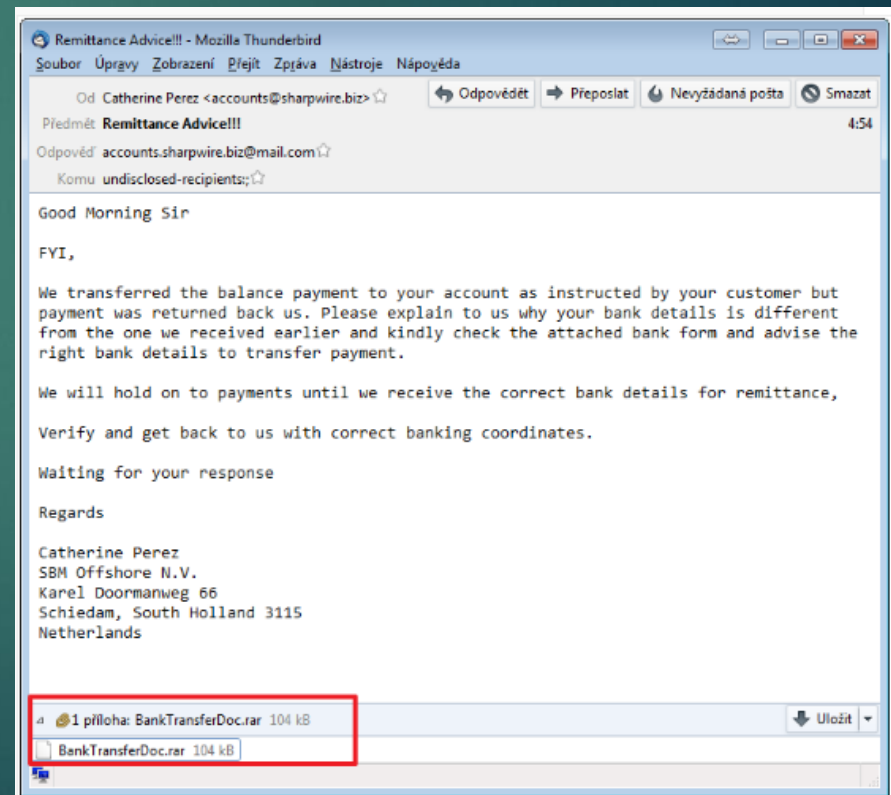 Remittance Advice!!! - Mozilla Thunderbird
Soubor Úpravy Zobrazení Přejít Zpráva Nástroje Nápověda
Od Catherine Perez <accounts@sharpwire.biz> Odpovědět Přeposlat Nevyžádaná pošta Smazat
Předmět Remittance Advice!!! 4:54
Odpověď accounts.sharpwire.biz@mail.com
Komu undisclosed-recipients:;
Good Morning Sir
FYI,
We transferred the balance payment to your account as instructed by your customer but
payment was returned back us. Please explain to us why your bank details is different
from the one we received earlier and kindly check the attached bank form and advise the
right bank details to transfer payment.
We will hold on to payments until we receive the correct bank details for remittance,
Verify and get back to us with correct banking coordinates.
Waiting for your response
Regards
Catherine Perez
SBM Offshore N.V.
Karel Doormanweg 66
Schiedam, South Holland 3115
Netherlands
1 příloha: BankTransferDoc.rar 104 kB Uložit
BankTransferDoc.rar 104 kB